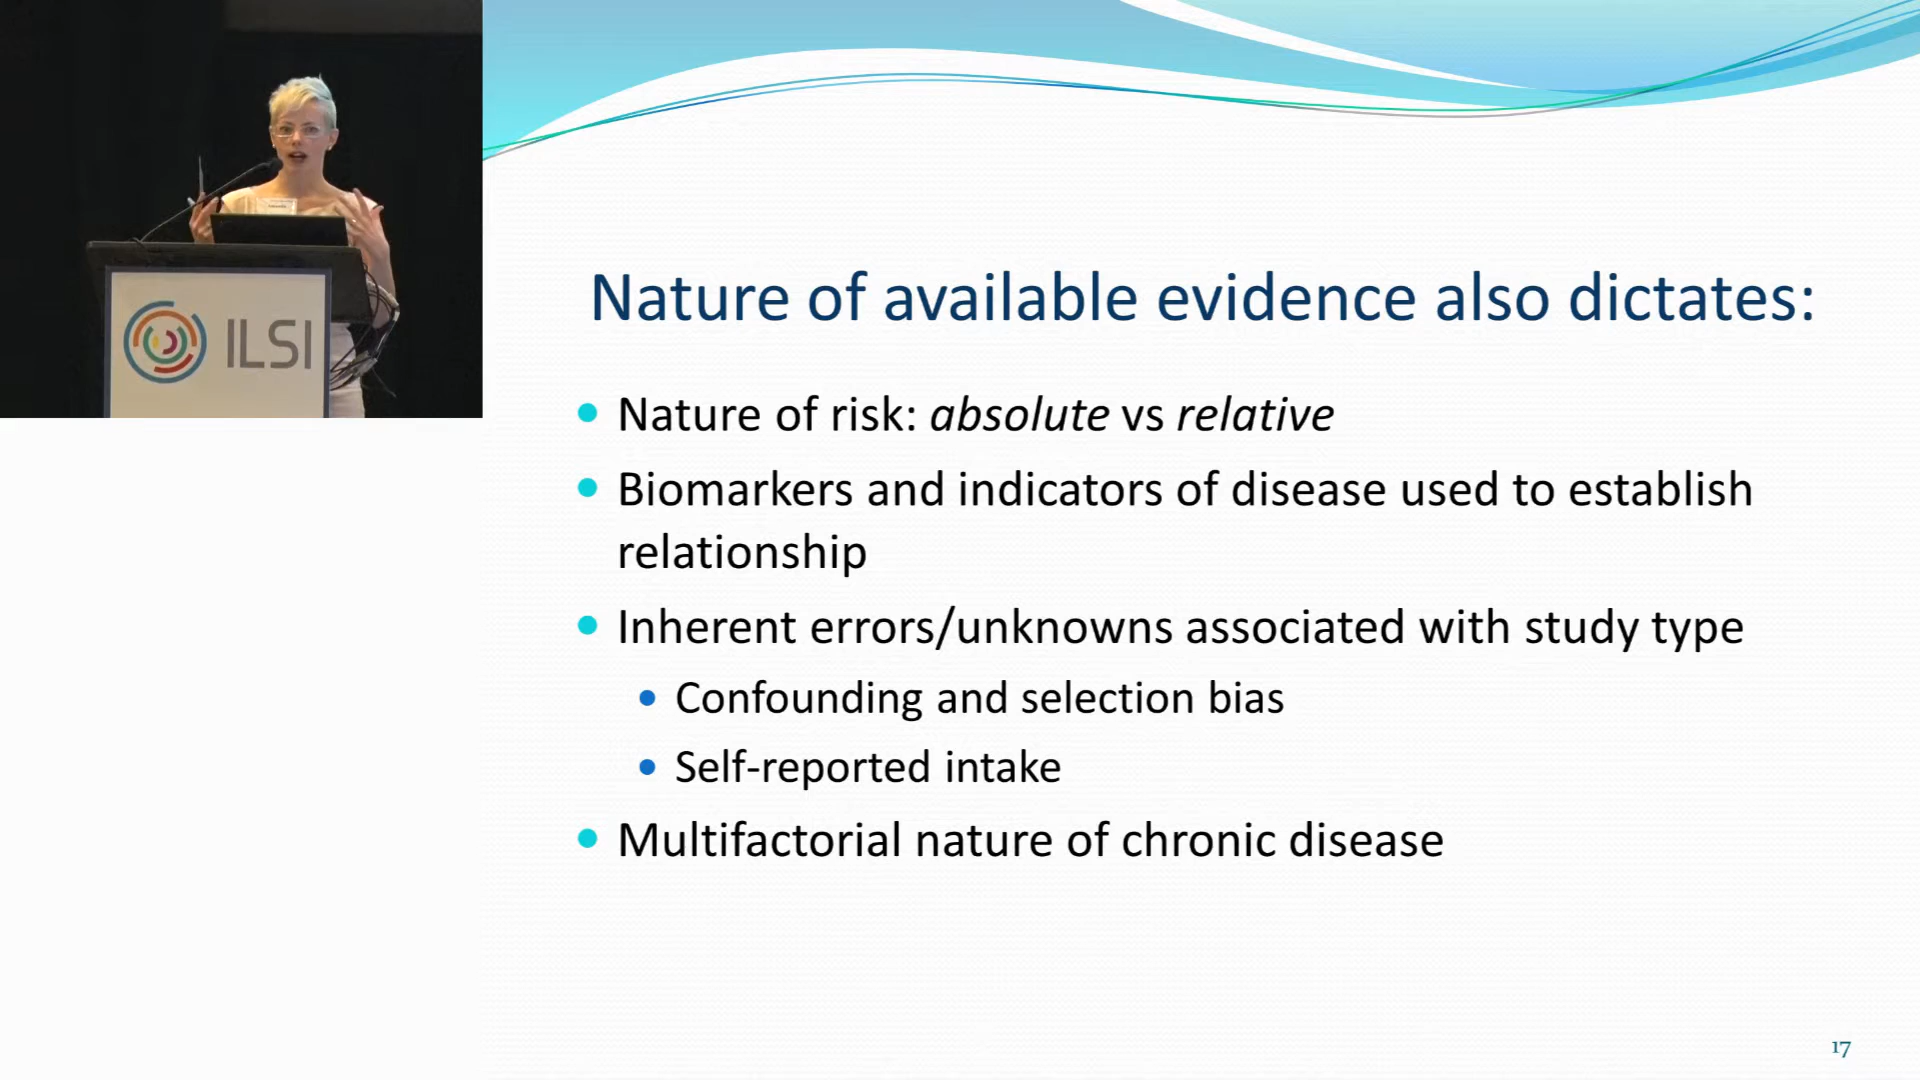 ILSI
Nature of available evidence also dictates:
Nature of risk: absolute vs relative
Biomarkers and indicators of disease used to establish
relationship
Inherent errors/unknowns associated with study type
Confounding and selection bias
Self-reported intake
Multifactorial nature of chronic disease
17